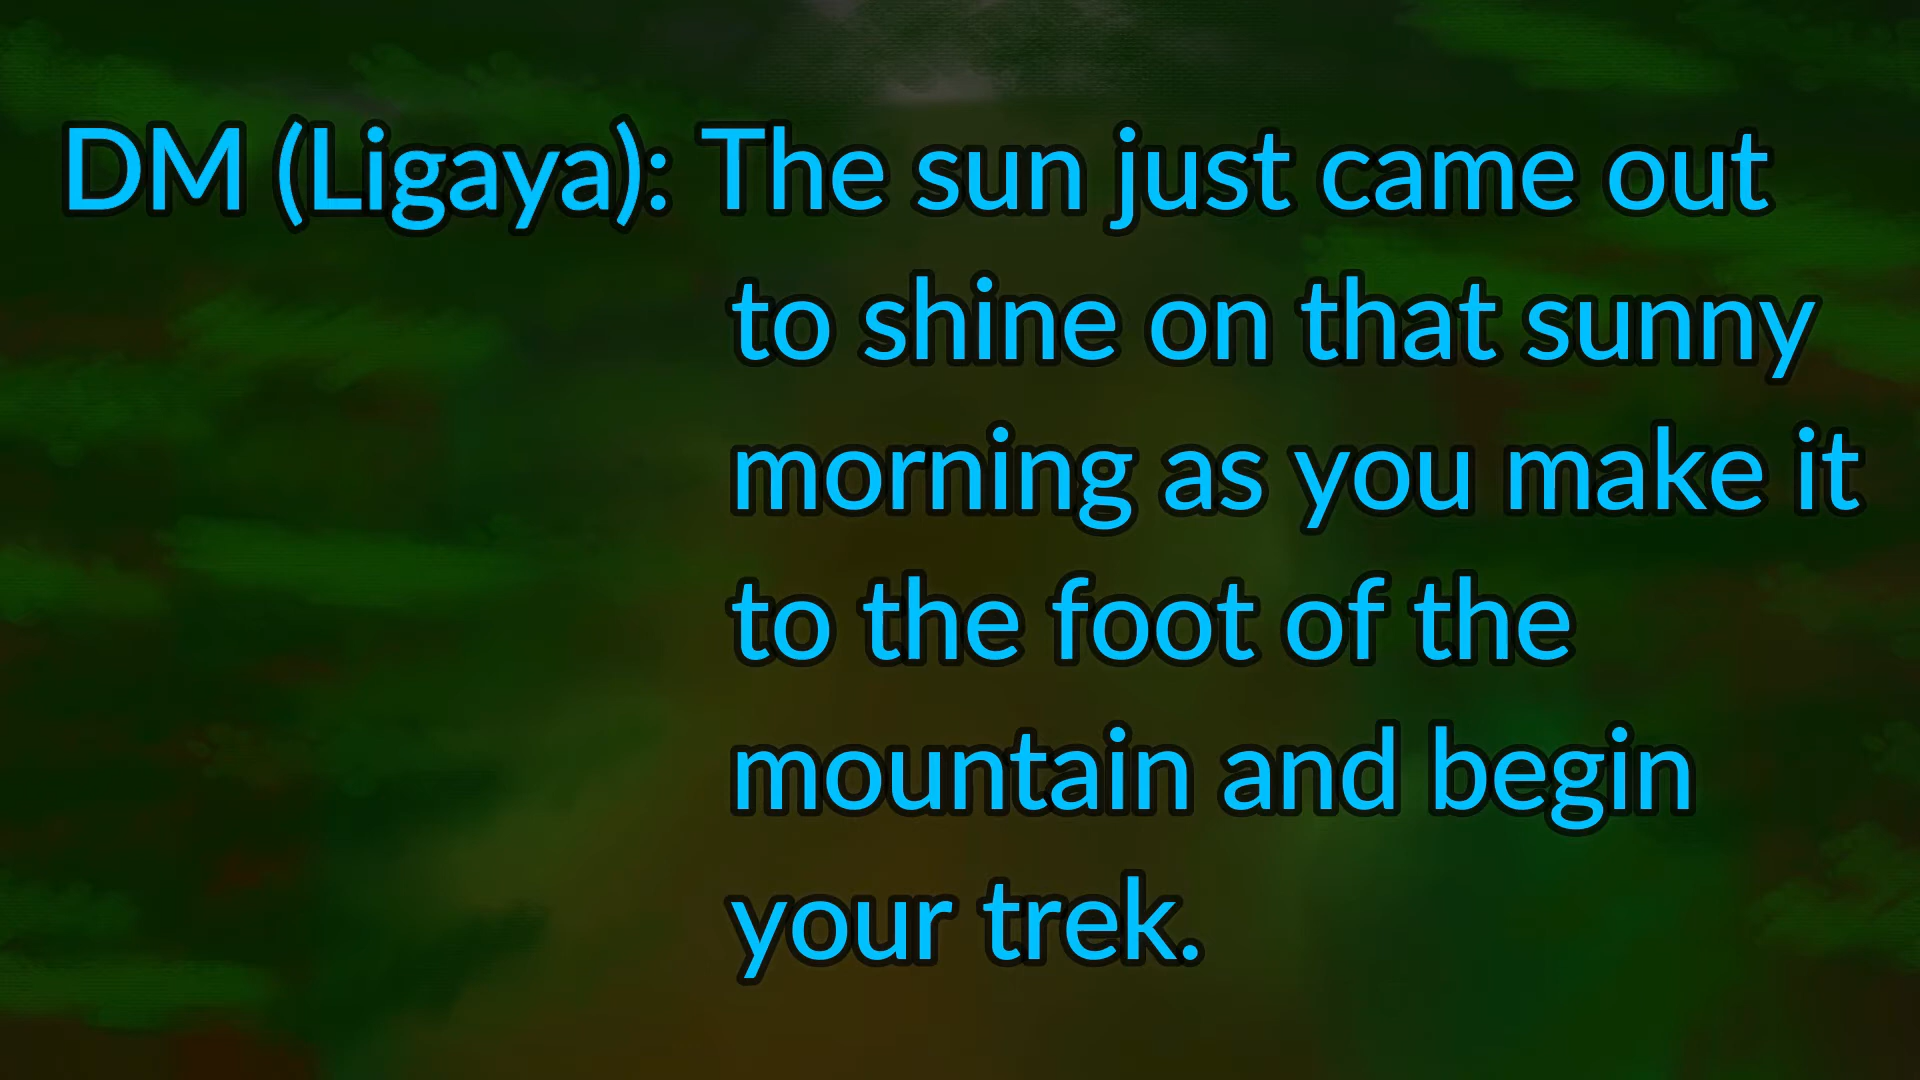 DM (Ligaya): The sun just came out
to shine on that sunny
morning as you make it
to the foot of the
mountain and begin
your trek.